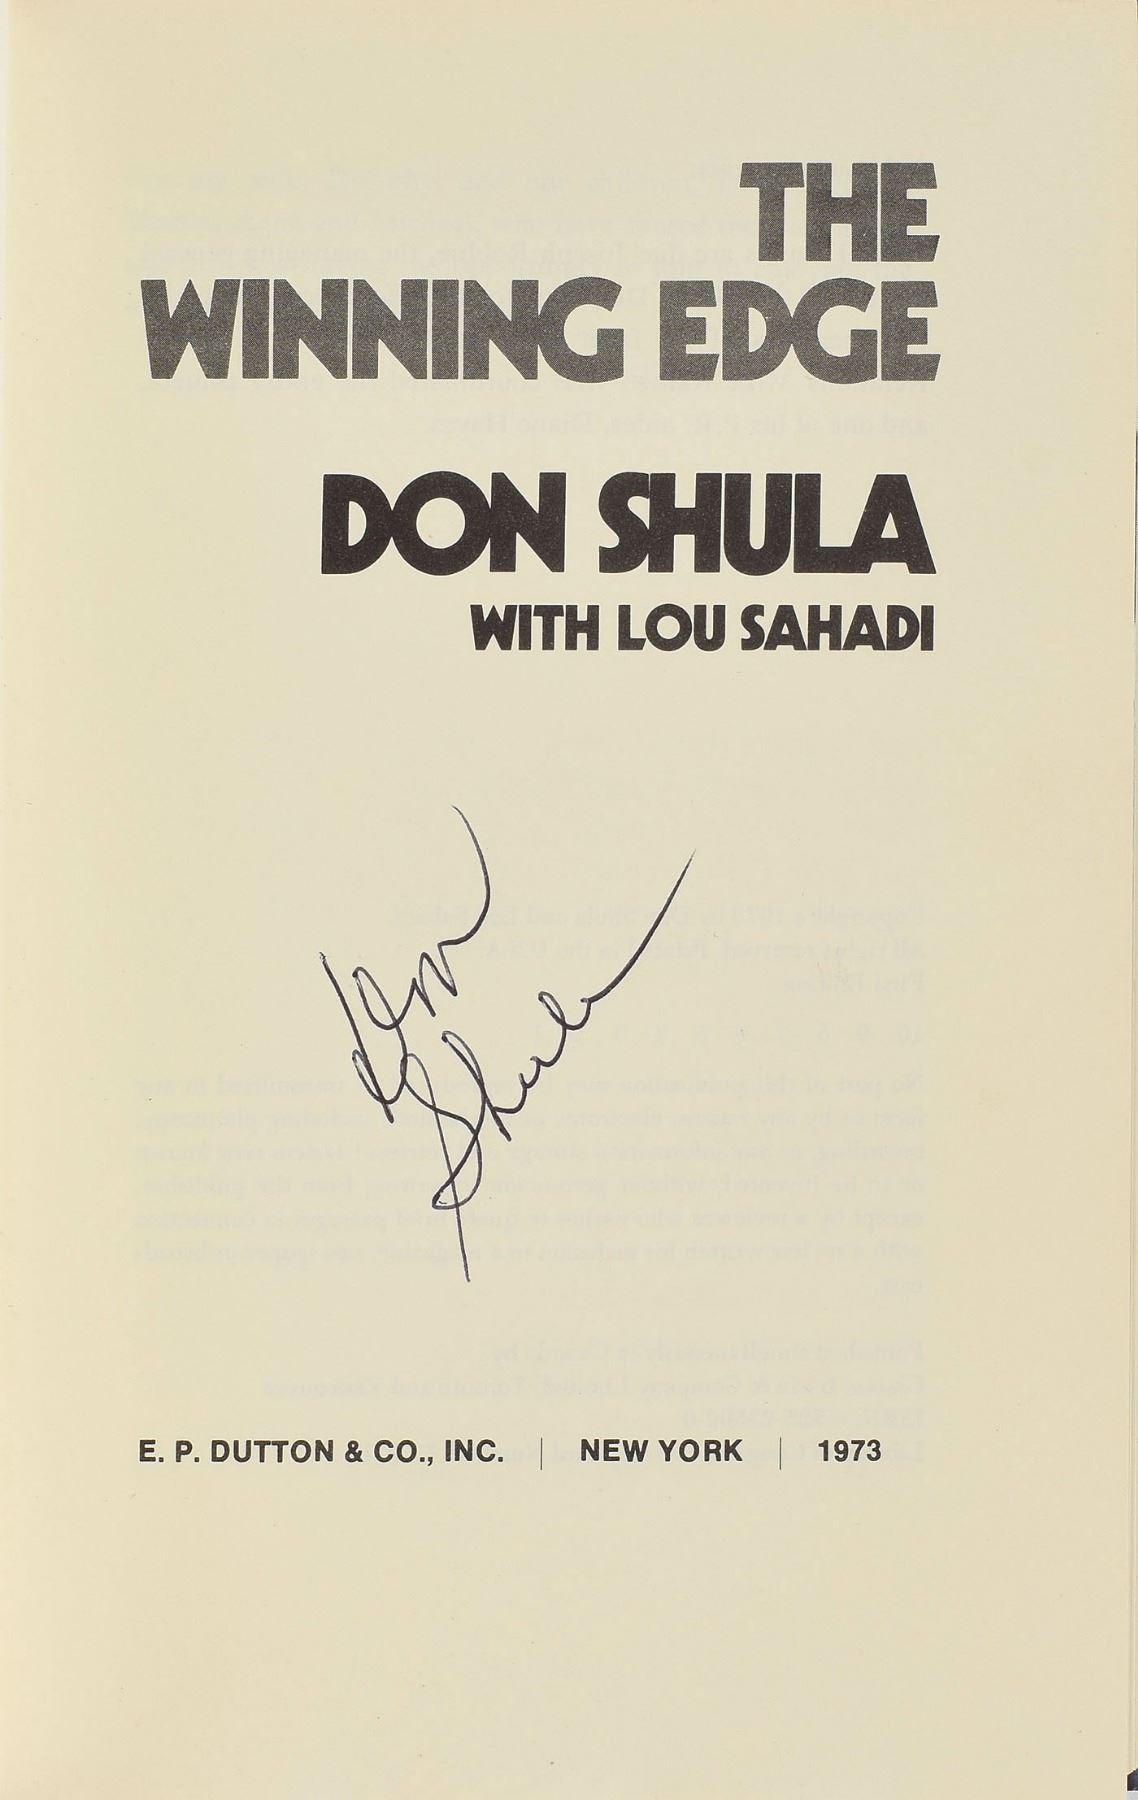 THE
WINNING EDGE
DON SHULA
WITH LOU SAHADI
Don
Shula
E. P. DUTTON & CO., INC. | NEW YORK | 1973